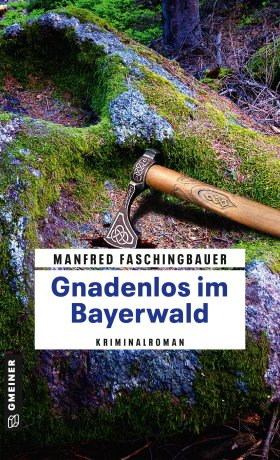 MANFRED FASCHINGBAUER
Gnadenlos im
Bayerwald
KRIMINALROMAN
GMEINER